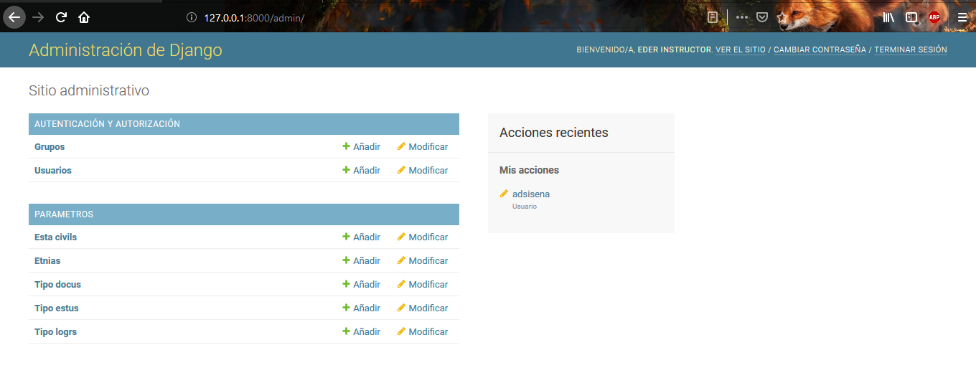 127.0.0.1:8000/admin/
ABP
Administración de Django
BIENVENIDO/A, EDER INSTRUCTOR. VER EL SITIO / CAMBIAR CONTRASEÑA / TERMINAR SESIÓN
Sitio administrativo
AUTENTICACIÓN Y AUTORIZACIÓN
Grupos Añadir Modificar
Usuarios Añadir Modificar
PARAMETROS
Esta civils Añadir Modificar
Etnias Añadir Modificar
Tipo docus Añadir Modificar
Tipo estus Añadir Modificar
Tipo logrs Añadir Modificar
Acciones recientes
Mis acciones
adsisena
Usuario